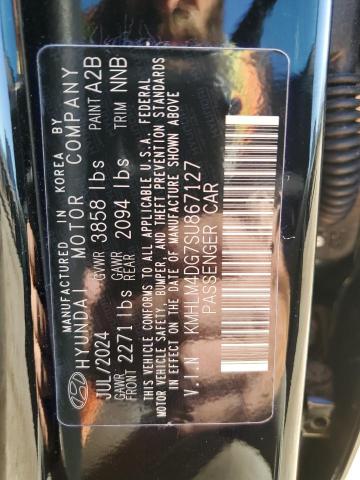 MANUFACTURED IN KOREA BY
HYUNDAI MOTOR COMPANY
JUL/2024 GVWR 3858 lbs PAINT A2B
GAWR FRONT 2271 lbs GAWR REAR 2094 lbs TRIM NNB
THIS VEHICLE CONFORMS TO ALL APPLICABLE U.S.A. FEDERAL
MOTOR VEHICLE SAFETY, BUMPER, AND THEFT PREVENTION STANDARDS
IN EFFECT ON THE DATE OF MANUFACTURE SHOWN ABOVE
V.I.N KMHLM4DG7SU867127
PASSENGER CAR